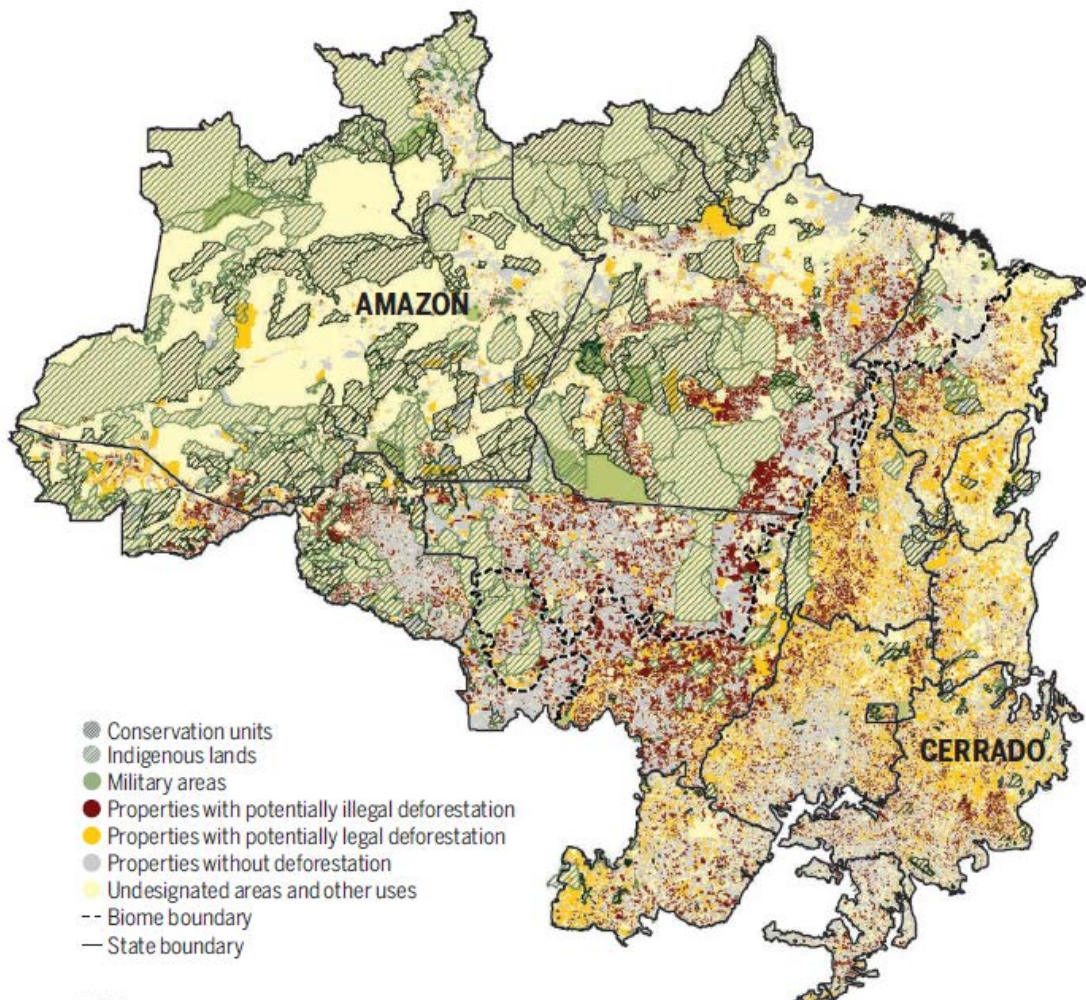 AMAZON
CERRADO
Conservation units
Indigenous lands
Military areas
Properties with potentially illegal deforestation
Properties with potentially legal deforestation
Properties without deforestation
Undesignated areas and other uses
Biome boundary
State boundary